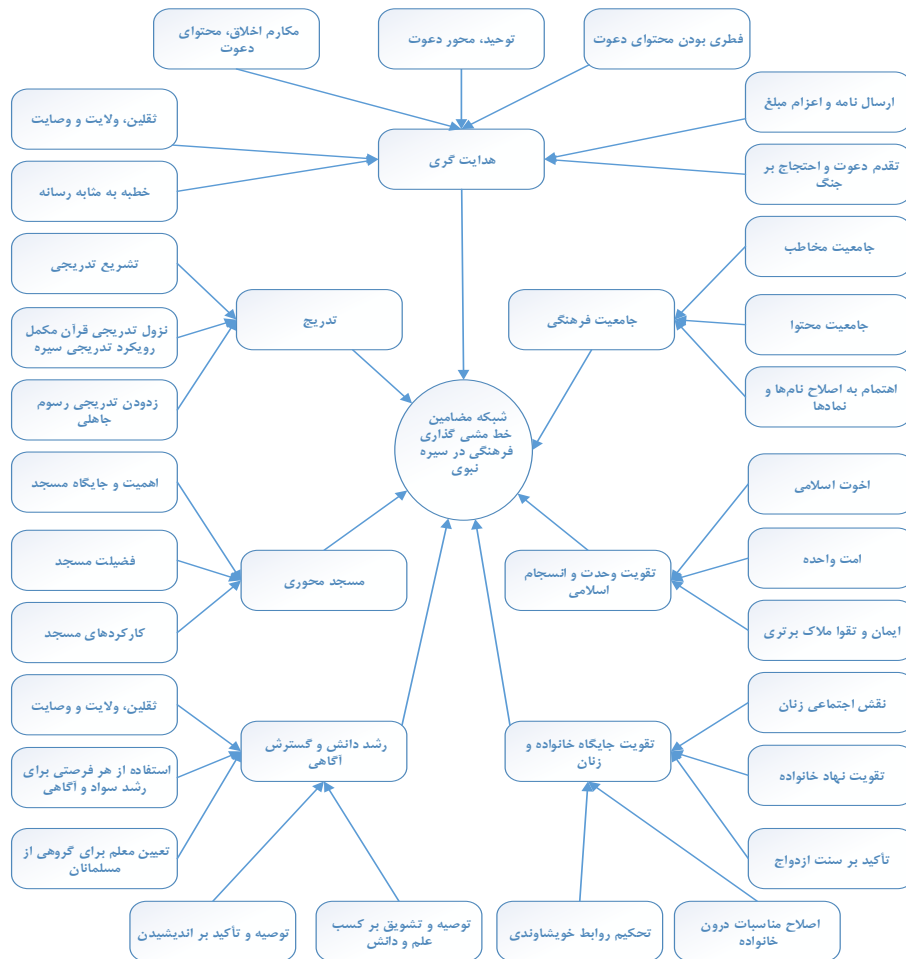 فطری بودن محتوای دعوت
توحید، محور دعوت
مکارم اخلاق، محتوای
دعوت
ارسال نامه و اعزام مبلغ
ثقلین، ولایت و وصایت
هدایت گری
تقدم دعوت و احتجاج بر
جنگ
خطبه به مثابه رسانه
جامعیت مخاطب
تشریع تدریجی
جامعیت فرهنگی
تدریج
جامعیت محتوا
نزول تدریجی قرآن مکمل
رویکرد تدریجی سیره
اهتمام به اصلاح نام‌ها و
نمادها
زدودن تدریجی رسوم
جاهلی
شبکه مضامین
خط مشی گذاری
فرهنگی در سیره
نبوی
اخوت اسلامی
اهمیت و جایگاه مسجد
امت واحده
فضیلت مسجد
تقویت وحدت و انسجام
اسلامی
مسجد محوری
ایمان و تقوا ملاک برتری
کارکردهای مسجد
نقش اجتماعی زنان
ثقلین، ولایت و وصایت
تقویت جایگاه خانواده و
زنان
رشد دانش و گسترش
آگاهی
تقویت نهاد خانواده
استفاده از هر فرصتی برای
رشد سواد و آگاهی
تأکید بر سنت ازدواج
تعیین معلم برای گروهی از
مسلمانان
اصلاح مناسبات درون
خانواده
تحکیم روابط خویشاوندی
توصیه و تشویق بر کسب
علم و دانش
توصیه و تأکید بر اندیشیدن